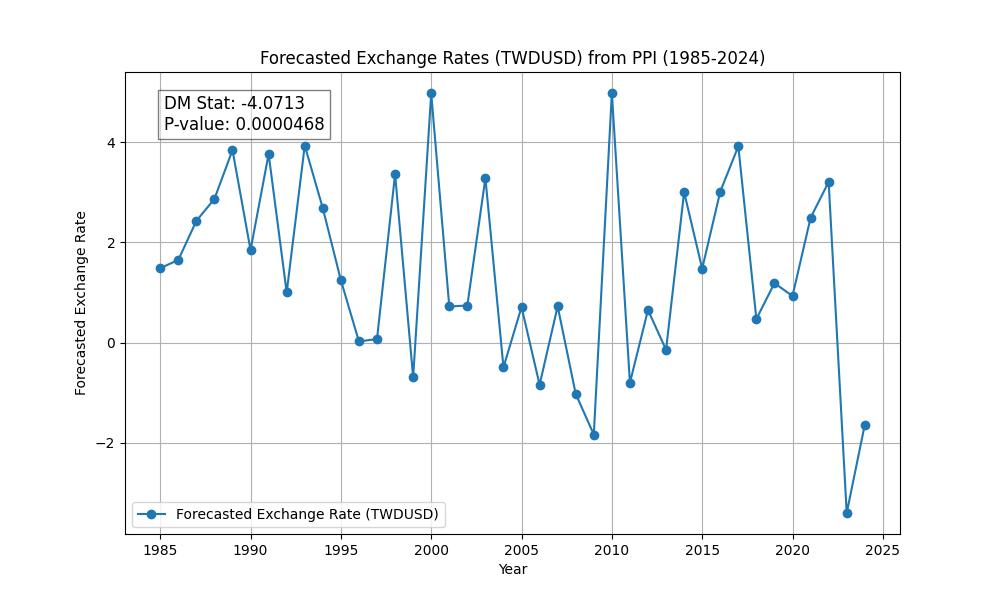 Forecasted Exchange Rates (TWDUSD) from PPI (1985-2024)
DM Stat: -4.0713
P-value: 0.0000468
Forecasted Exchange Rate
4
2
0
−2
Forecasted Exchange Rate (TWDUSD)
1985 1990 1995 2000 2005 2010 2015 2020 2025
Year